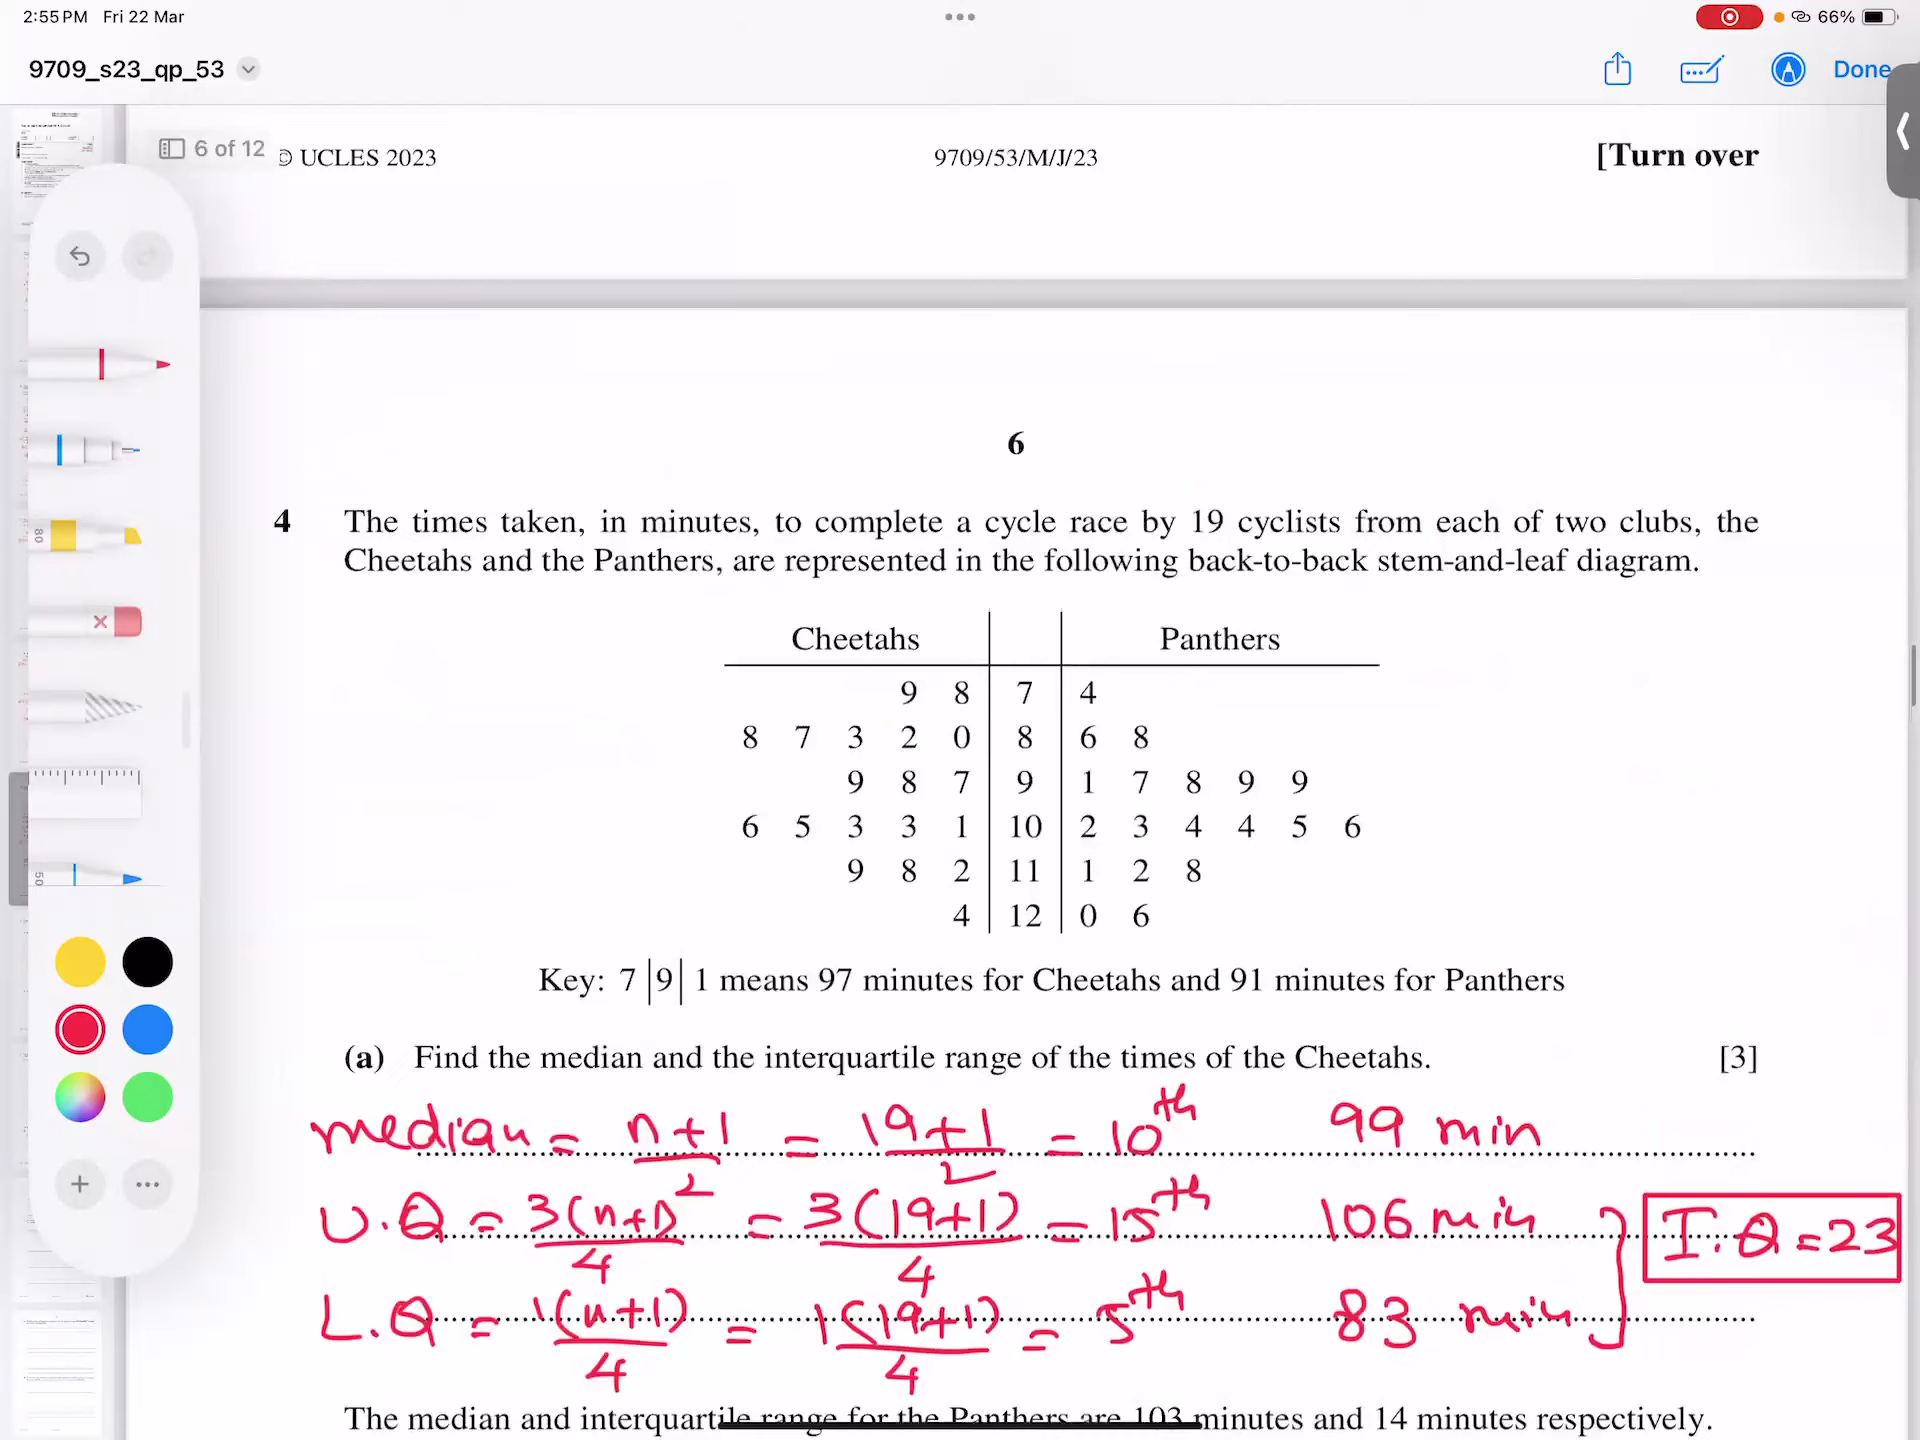 2:55 PM Fri 22 Mar
66%
9709_s23_qp_53
Done
6 of 12
© UCLES 2023
9709/53/M/J/23
[Turn over
6
4 The times taken, in minutes, to complete a cycle race by 19 cyclists from each of two clubs, the
Cheetahs and the Panthers, are represented in the following back-to-back stem-and-leaf diagram.
Cheetahs Panthers
9 8 7 4
8 7 3 2 0 8 6 8
9 8 7 9 1 7 8 9 9
6 5 3 3 1 10 2 3 4 4 5 6
9 8 2 11 1 2 8
4 12 0 6
Key: 7 |9| 1 means 97 minutes for Cheetahs and 91 minutes for Panthers
(a) Find the median and the interquartile range of the times of the Cheetahs. [3]
median = n+1/2 = 19+1/2 = 10th 99 min
U.Q = 3(n+1)/4 = 3(19+1)/4 = 15th 106 min
I.Q = 23
L.Q = 1(n+1)/4 = 1(19+1)/4 = 5th 83 min
The median and interquartile range for the Panthers are 103 minutes and 14 minutes respectively.
80
50